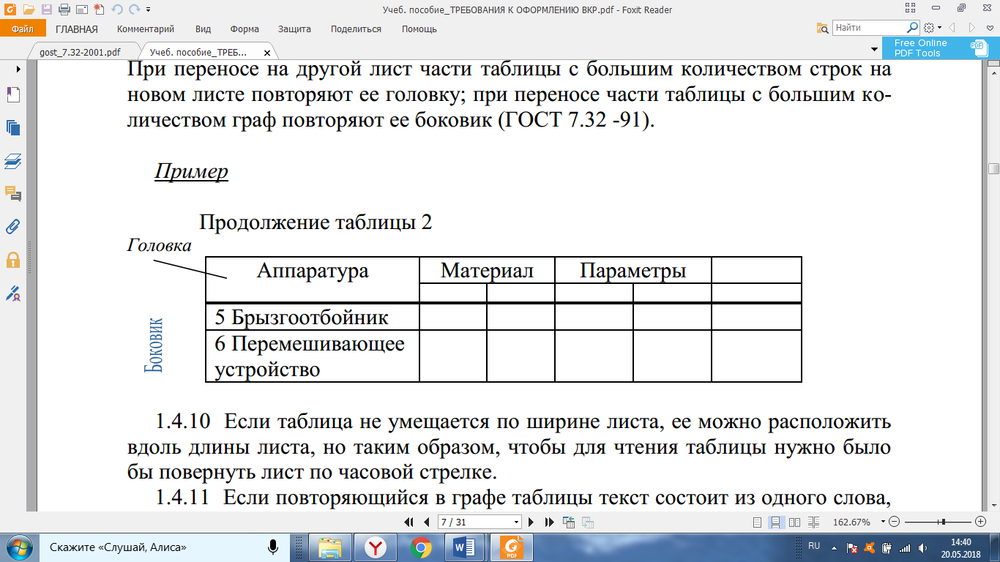 Учеб. пособие_ТРЕБОВАНИЯ К ОФОРМЛЕНИЮ ВКР.pdf - Foxit Reader
Файл ГЛАВНАЯ Комментарий Вид Форма Защита Поделиться Помощь
Найти
gost_7.32-2001.pdf Учеб. пособие_ТРЕБ...
Free Online
PDF Tools
PDF
При переносе на другой лист части таблицы с большим количеством строк на
новом листе повторяют ее головку; при переносе части таблицы с большим ко-
личеством граф повторяют ее боковик (ГОСТ 7.32 -91).
Пример
Продолжение таблицы 2
Головка
Аппаратура Материал Параметры
Боковик
5 Брызгоотбойник
6 Перемешивающее
устройство
1.4.10 Если таблица не умещается по ширине листа, ее можно расположить
вдоль длины листа, но таким образом, чтобы для чтения таблицы нужно было
бы повернуть лист по часовой стрелке.
1.4.11 Если повторяющийся в графе таблицы текст состоит из одного слова,
7 / 31
162.67%
Скажите «Слушай, Алиса»
PDF
RU
14:40
20.05.2018